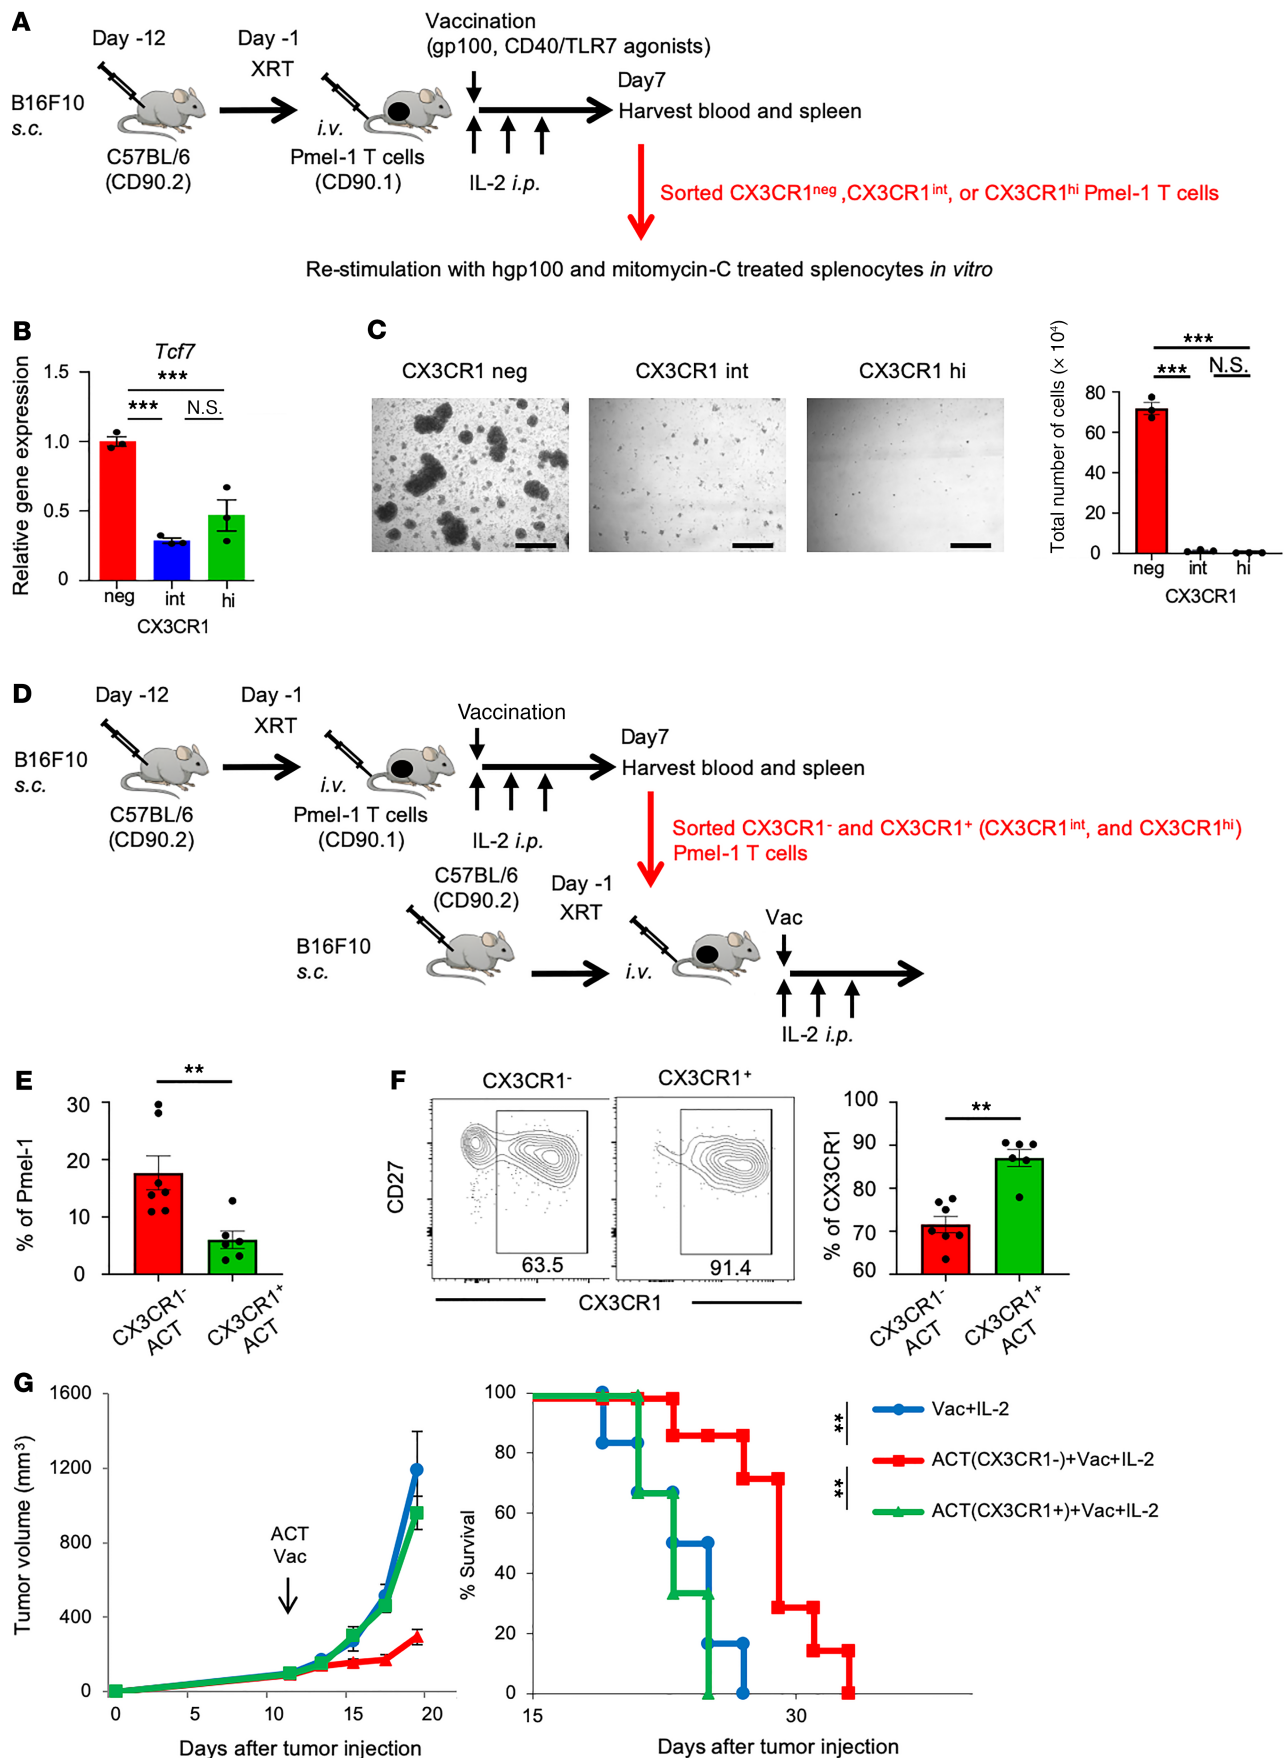 A
Day -12
Day -1
XRT
Vaccination
(gp100, CD40/TLR7 agonists)
Day7
Harvest blood and spleen
B16F10
s.c.
i.v.
C57BL/6
(CD90.2)
Pmel-1 T cells
(CD90.1)
IL-2 i.p.
Sorted CX3CR1neg ,CX3CR1int, or CX3CR1hi Pmel-1 T cells
Re-stimulation with hgp100 and mitomycin-C treated splenocytes in vitro
B
Tcf7
Relative gene expression
1.5
1.0
0.5
0
***
***
N.S.
neg
int
hi
CX3CR1
C
CX3CR1 neg
CX3CR1 int
CX3CR1 hi
Total number of cells (× 10⁴)
80
60
40
20
0
***
***
N.S.
neg
int
hi
CX3CR1
D
Day -12
Day -1
XRT
Vaccination
Day7
Harvest blood and spleen
B16F10
s.c.
i.v.
C57BL/6
(CD90.2)
Pmel-1 T cells
(CD90.1)
IL-2 i.p.
Sorted CX3CR1- and CX3CR1+ (CX3CR1int, and CX3CR1hi)
Pmel-1 T cells
C57BL/6
(CD90.2)
Day -1
XRT
Vac
B16F10
s.c.
i.v.
IL-2 i.p.
E
**
% of Pmel-1
30
20
10
0
CX3CR1-
ACT
CX3CR1+
ACT
F
CX3CR1-
CX3CR1+
CD27
63.5
91.4
CX3CR1
**
% of CX3CR1
100
90
80
70
60
CX3CR1-
ACT
CX3CR1+
ACT
G
Tumor volume (mm³)
1600
1200
800
400
0
ACT
Vac
0
5
10
15
20
Days after tumor injection
% Survival
100
80
60
40
20
0
15
30
Days after tumor injection
**
**
Vac+IL-2
ACT(CX3CR1-)+Vac+IL-2
ACT(CX3CR1+)+Vac+IL-2